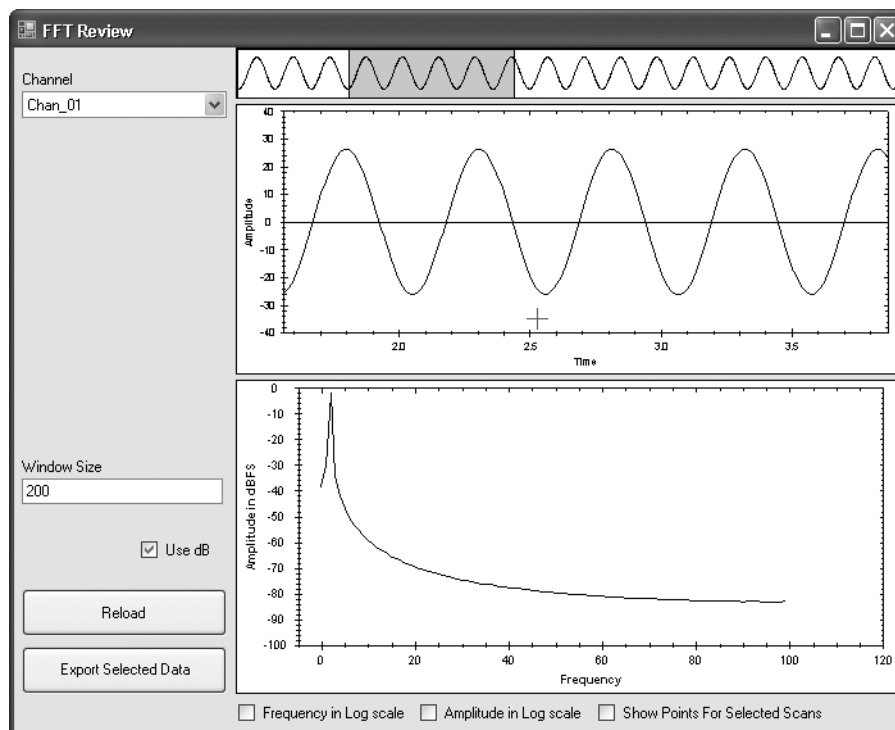 FFT Review
Channel
Chan_01
Window Size
200
Use dB
Reload
Export Selected Data
40
30
20
10
0
-10
-20
-30
-40
Amplitude
2.0
2.5
3.0
3.5
Time
0
-10
-20
-30
-40
-50
-60
-70
-80
-90
-100
Amplitude in dBFS
0
20
40
60
80
100
120
Frequency
Frequency in Log scale
Amplitude in Log scale
Show Points For Selected Scans